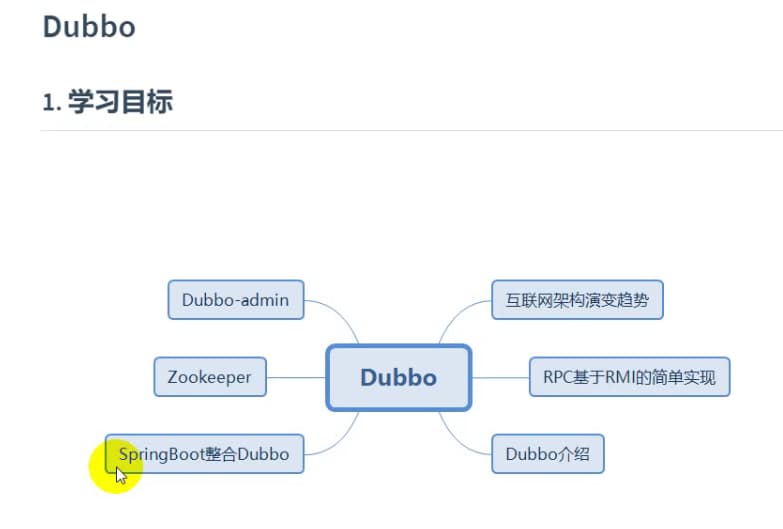 Dubbo
1. 学习目标
Dubbo-admin
互联网架构演变趋势
Zookeeper
Dubbo
RPC基于RMI的简单实现
SpringBoot整合Dubbo
Dubbo介绍